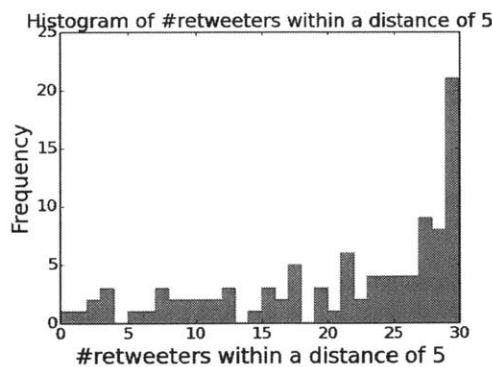 Histogram of #retweeters within a distance of 5
25
20
15
10
5
0
Frequency
0 5 10 15 20 25 30
#retweeters within a distance of 5